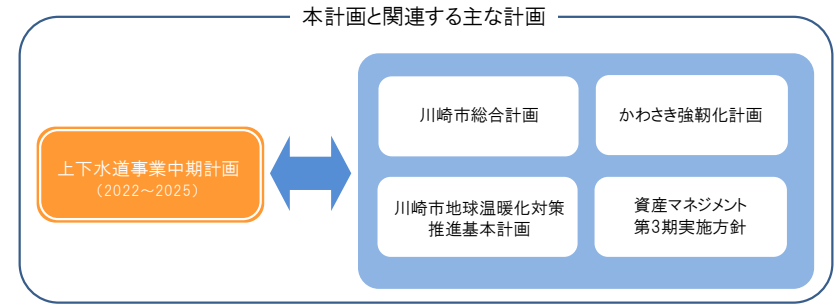 本計画と関連する主な計画
上下水道事業中期計画
（2022～2025）
川崎市総合計画
かわさき強靭化計画
川崎市地球温暖化対策
推進基本計画
資産マネジメント
第3期実施方針